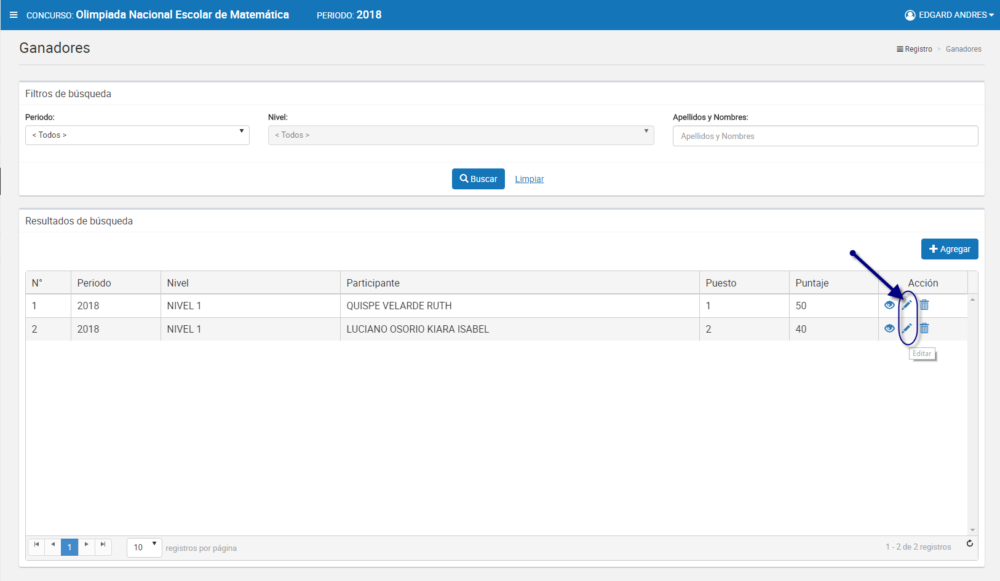 CONCURSO: Olimpiada Nacional Escolar de Matemática PERIODO: 2018 EDGARD ANDRES
Ganadores Registro > Ganadores
Filtros de búsqueda
Periodo: Nivel: Apellidos y Nombres:
< Todos > < Todos > Apellidos y Nombres
Buscar Limpiar
Resultados de búsqueda
Agregar
N° Periodo Nivel Participante Puesto Puntaje Acción
1 2018 NIVEL 1 QUISPE VELARDE RUTH 1 50
2 2018 NIVEL 1 LUCIANO OSORIO KIARA ISABEL 2 40
Editar
1 10 registros por página 1 - 2 de 2 registros